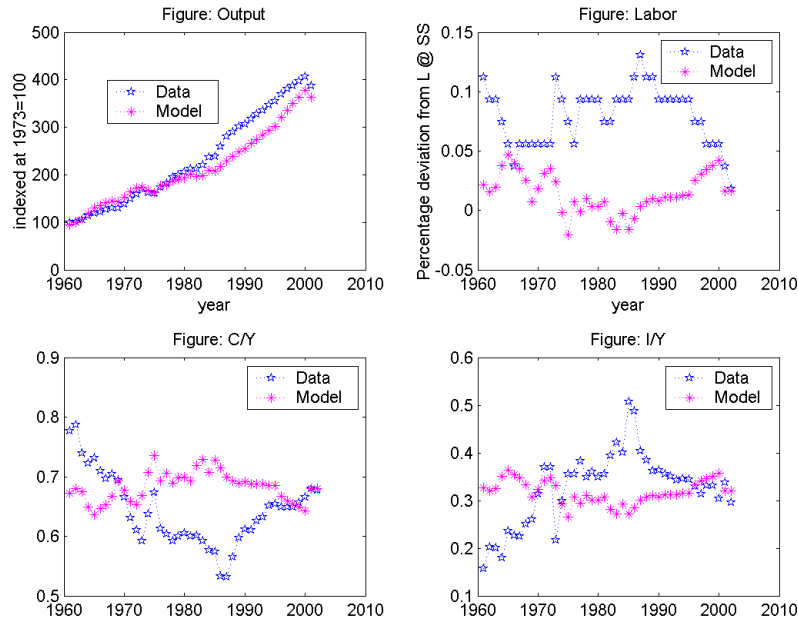 Figure: Output
500
400
300
200
100
0
1960
1970
1980
1990
2000
2010
indexed at 1973=100
year
Data
Model
Figure: Labor
0.15
0.1
0.05
0
-0.05
1960
1970
1980
1990
2000
2010
Percentage deviation from L @ SS
year
Data
Model
Figure: C/Y
0.9
0.8
0.7
0.6
0.5
1960
1970
1980
1990
2000
2010
Data
Model
Figure: I/Y
0.6
0.5
0.4
0.3
0.2
0.1
1960
1970
1980
1990
2000
2010
Data
Model